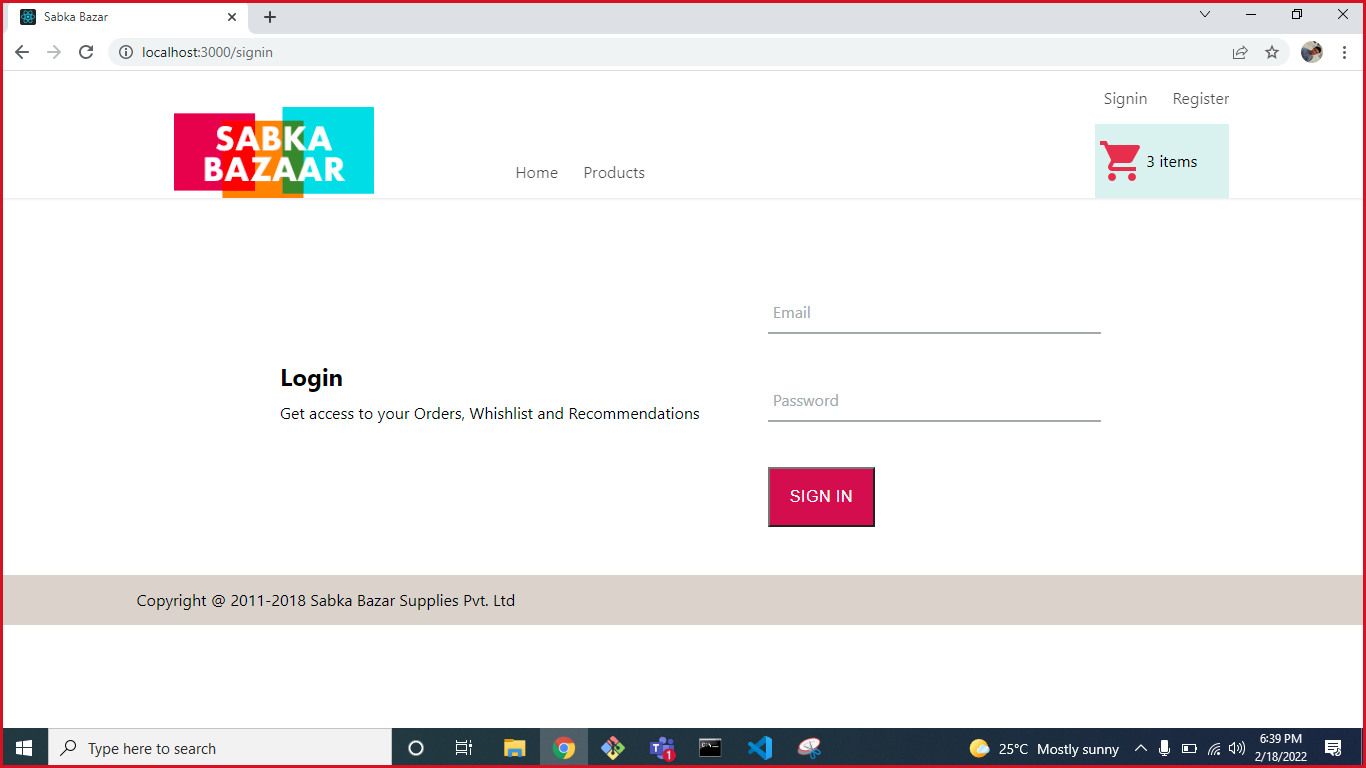 Sabka Bazar
localhost:3000/signin
Signin Register
SABKA
BAZAAR
Home Products
3 items
Email
Login
Password
Get access to your Orders, Whishlist and Recommendations
SIGN IN
Copyright @ 2011-2018 Sabka Bazar Supplies Pvt. Ltd
Type here to search
1
25°C Mostly sunny
6:39 PM
2/18/2022